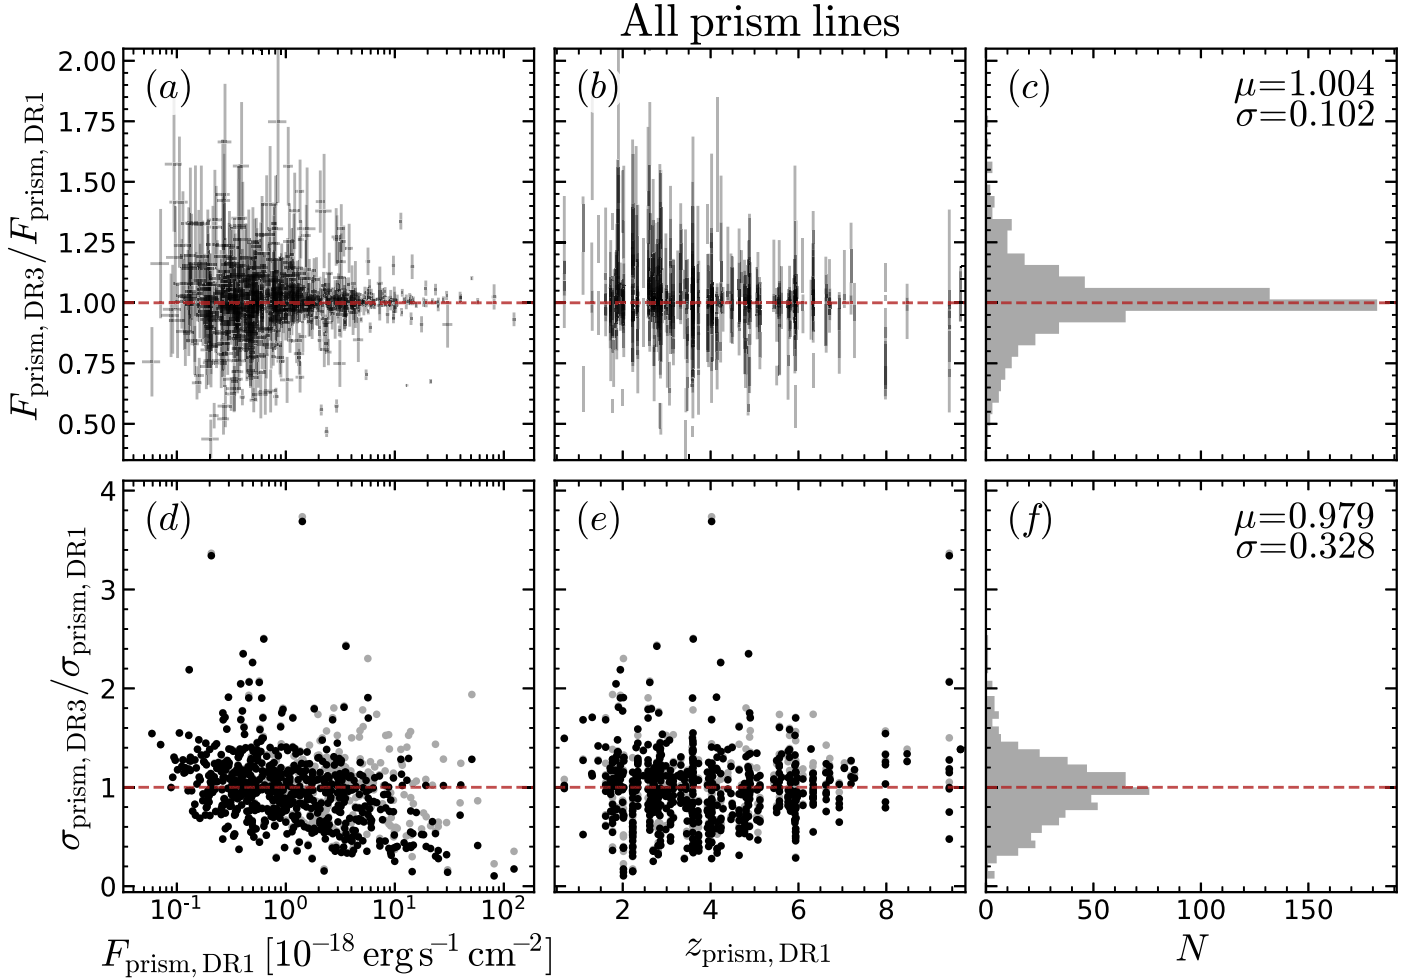 All prism lines
(a)
(b)
(c)
μ=1.004
σ=0.102
F_prism, DR3/F_prism, DR1
2.00
1.75
1.50
1.25
1.00
0.75
0.50
(d)
(e)
(f)
μ=0.979
σ=0.328
σ_prism, DR3/σ_prism, DR1
4
3
2
1
0
10^-1 10^0 10^1 10^2
2 4 6 8
0 50 100 150
F_prism, DR1 [10^−18 erg s^−1 cm^−2]
z_prism, DR1
N